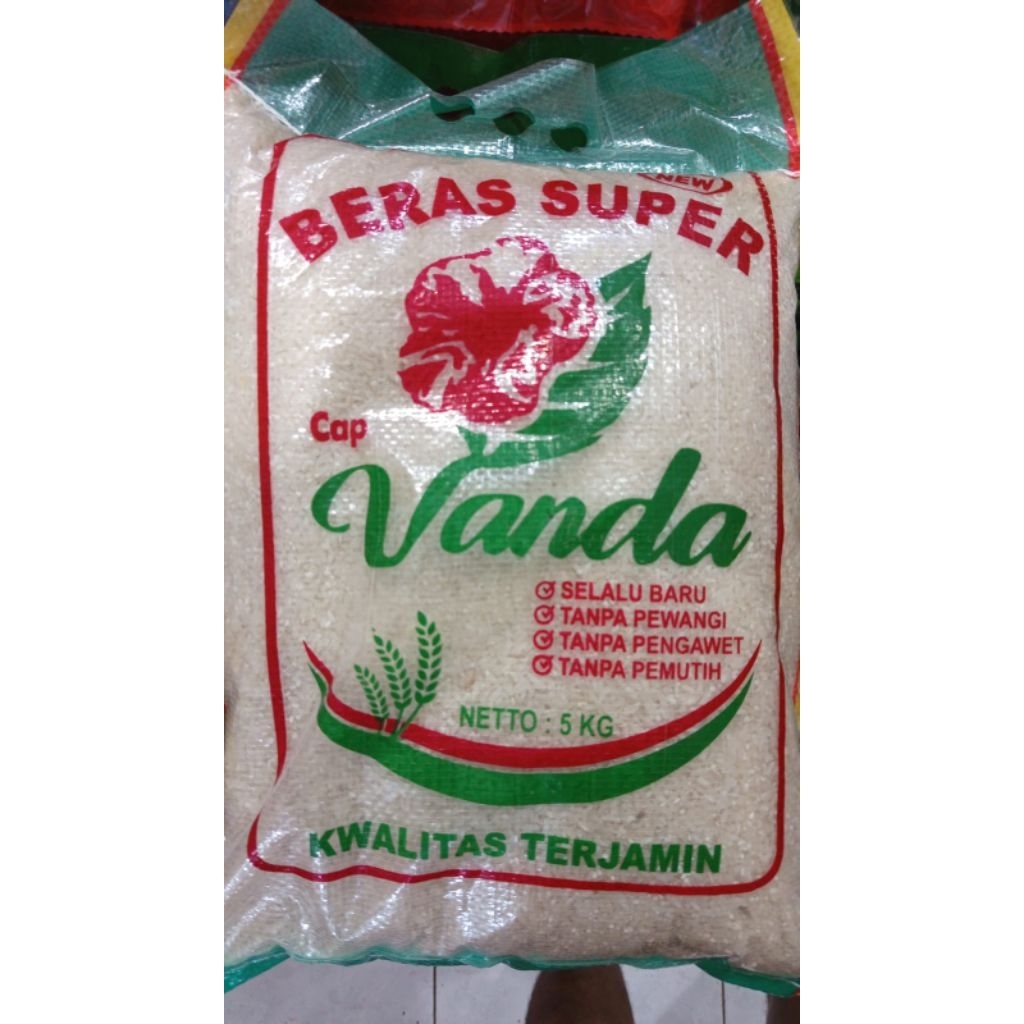 NEW
BERAS SUPER
Cap
Vanda
SELALU BARU
TANPA PEWANGI
TANPA PENGAWET
TANPA PEMUTIH
NETTO : 5 KG
KWALITAS TERJAMIN